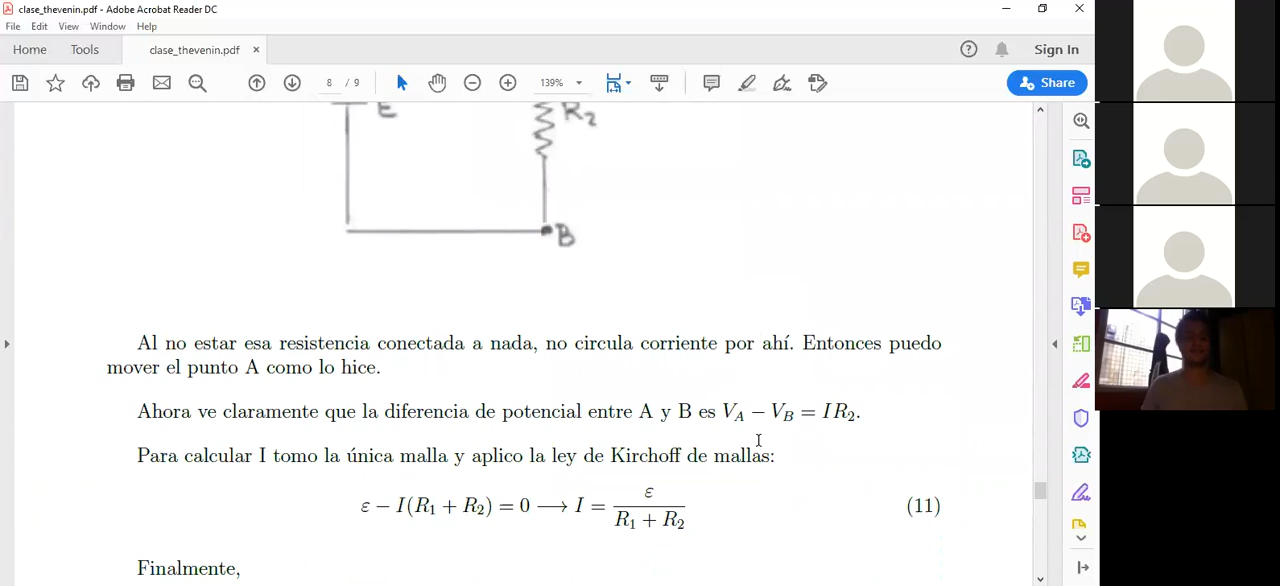 clase_thevenin.pdf - Adobe Acrobat Reader DC
File Edit View Window Help
Home Tools clase_thevenin.pdf × Sign In
8 / 9 139% Share
E R₂
B
Al no estar esa resistencia conectada a nada, no circula corriente por ahí. Entonces puedo
mover el punto A como lo hice.
Ahora ve claramente que la diferencia de potencial entre A y B es V_A − V_B = IR₂.
Para calcular I tomo la única malla y aplico la ley de Kirchoff de mallas:
ε − I(R₁ + R₂) = 0 ⟶ I = ε / (R₁ + R₂) (11)
Finalmente,